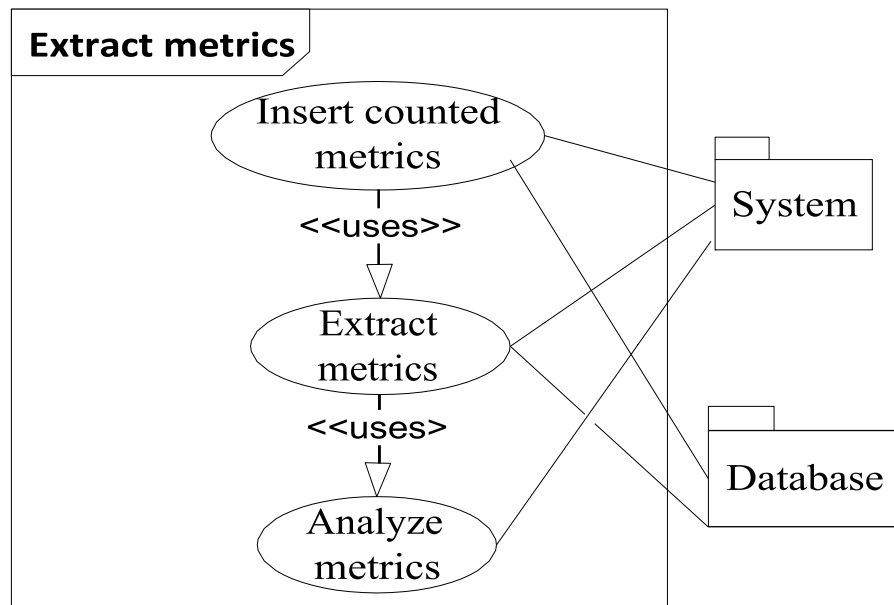 Extract metrics
Insert counted
metrics
<<uses>>
System
Extract
metrics
<<uses>
Database
Analyze
metrics